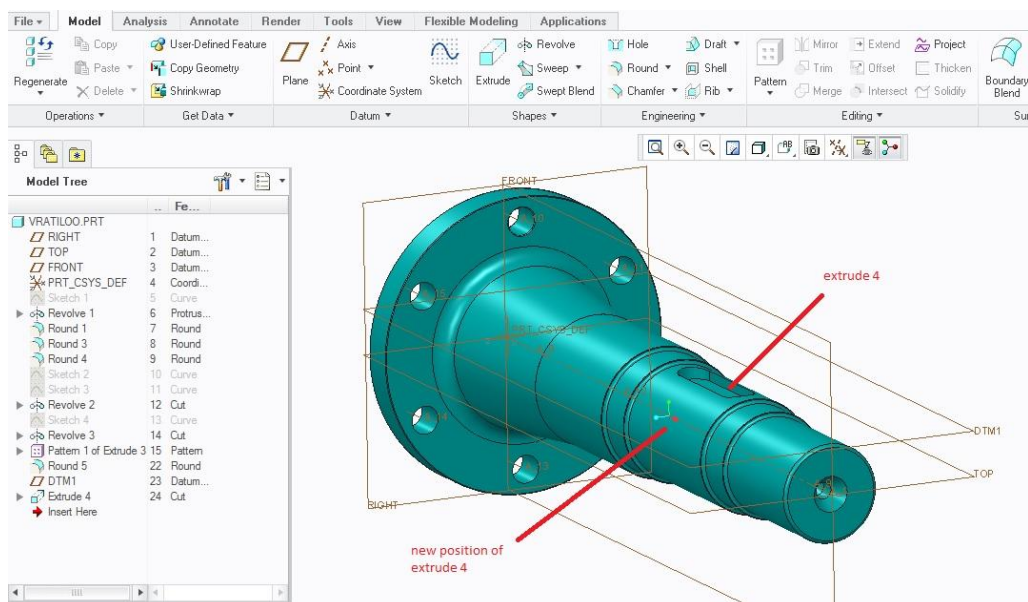 File Model Analysis Annotate Render Tools View Flexible Modeling Applications
Regenerate
Copy
Paste
Delete
User-Defined Feature
Copy Geometry
Shrinkwrap
Plane
Axis
Point
Coordinate System
Sketch
Extrude
Revolve
Sweep
Swept Blend
Hole
Round
Chamfer
Draft
Shell
Rib
Pattern
Mirror
Trim
Merge
Extend
Offset
Intersect
Project
Thicken
Solidify
Boundary
Blend
Operations Get Data Datum Shapes Engineering Editing Su
Model Tree
.. Fe...
VRATILOO.PRT
RIGHT 1 Datum...
TOP 2 Datum...
FRONT 3 Datum...
PRT_CSYS_DEF 4 Coordi...
Sketch 1 5 Curve
Revolve 1 6 Protrus...
Round 1 7 Round
Round 3 8 Round
Round 4 9 Round
Sketch 2 10 Curve
Sketch 3 11 Curve
Revolve 2 12 Cut
Sketch 4 13 Curve
Revolve 3 14 Cut
Pattern 1 of Extrude 3 15 Pattern
Round 5 22 Round
DTM1 23 Datum...
Extrude 4 24 Cut
Insert Here
FRONT
extrude 4
PRT_CSYS_DEF
DTM1
TOP
RIGHT
new position of
extrude 4